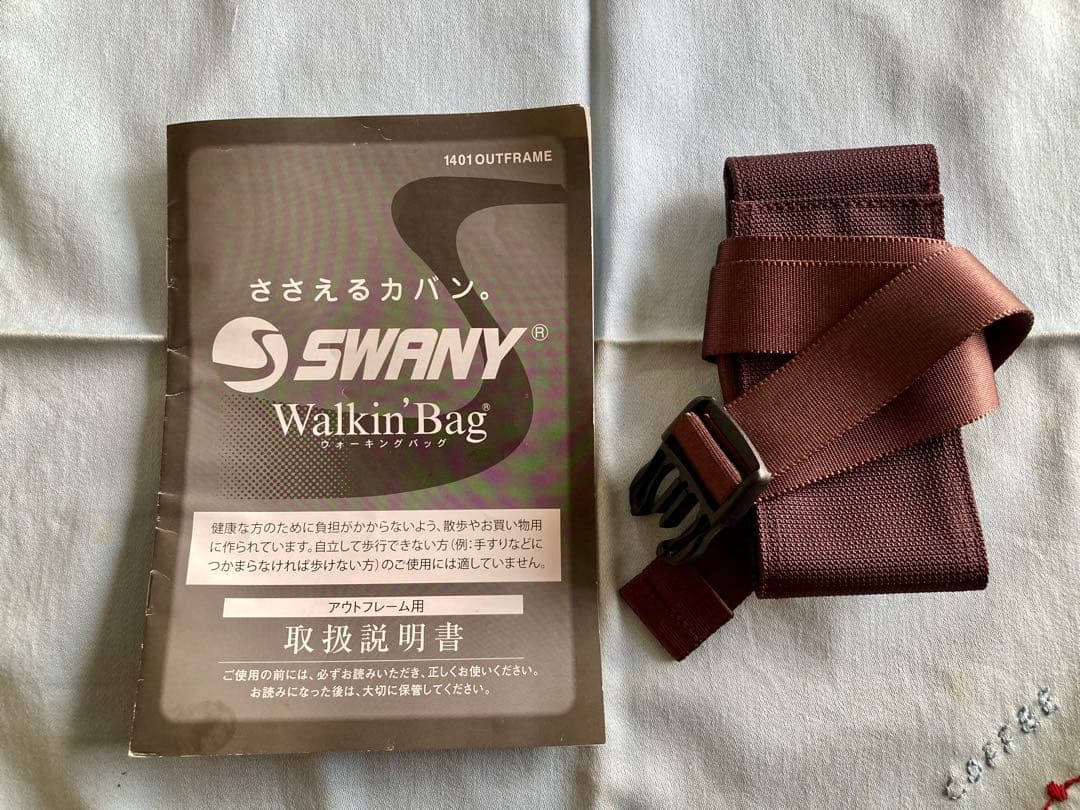 1401OUTFRAME
ささえるカバン。
SWANY®
Walkin'Bag®
ウォーキングバッグ
健康な方のために負担がかからないよう、散歩やお買い物用
に作られています。自立して歩行できない方(例:手すりなどに
つかまらなければ歩けない方)のご使用には適していません。
アウトフレーム用
取扱説明書
ご使用の前には、必ずお読みいただき、正しくお使いください。
お読みになった後は、大切に保管してください。
COFFEE